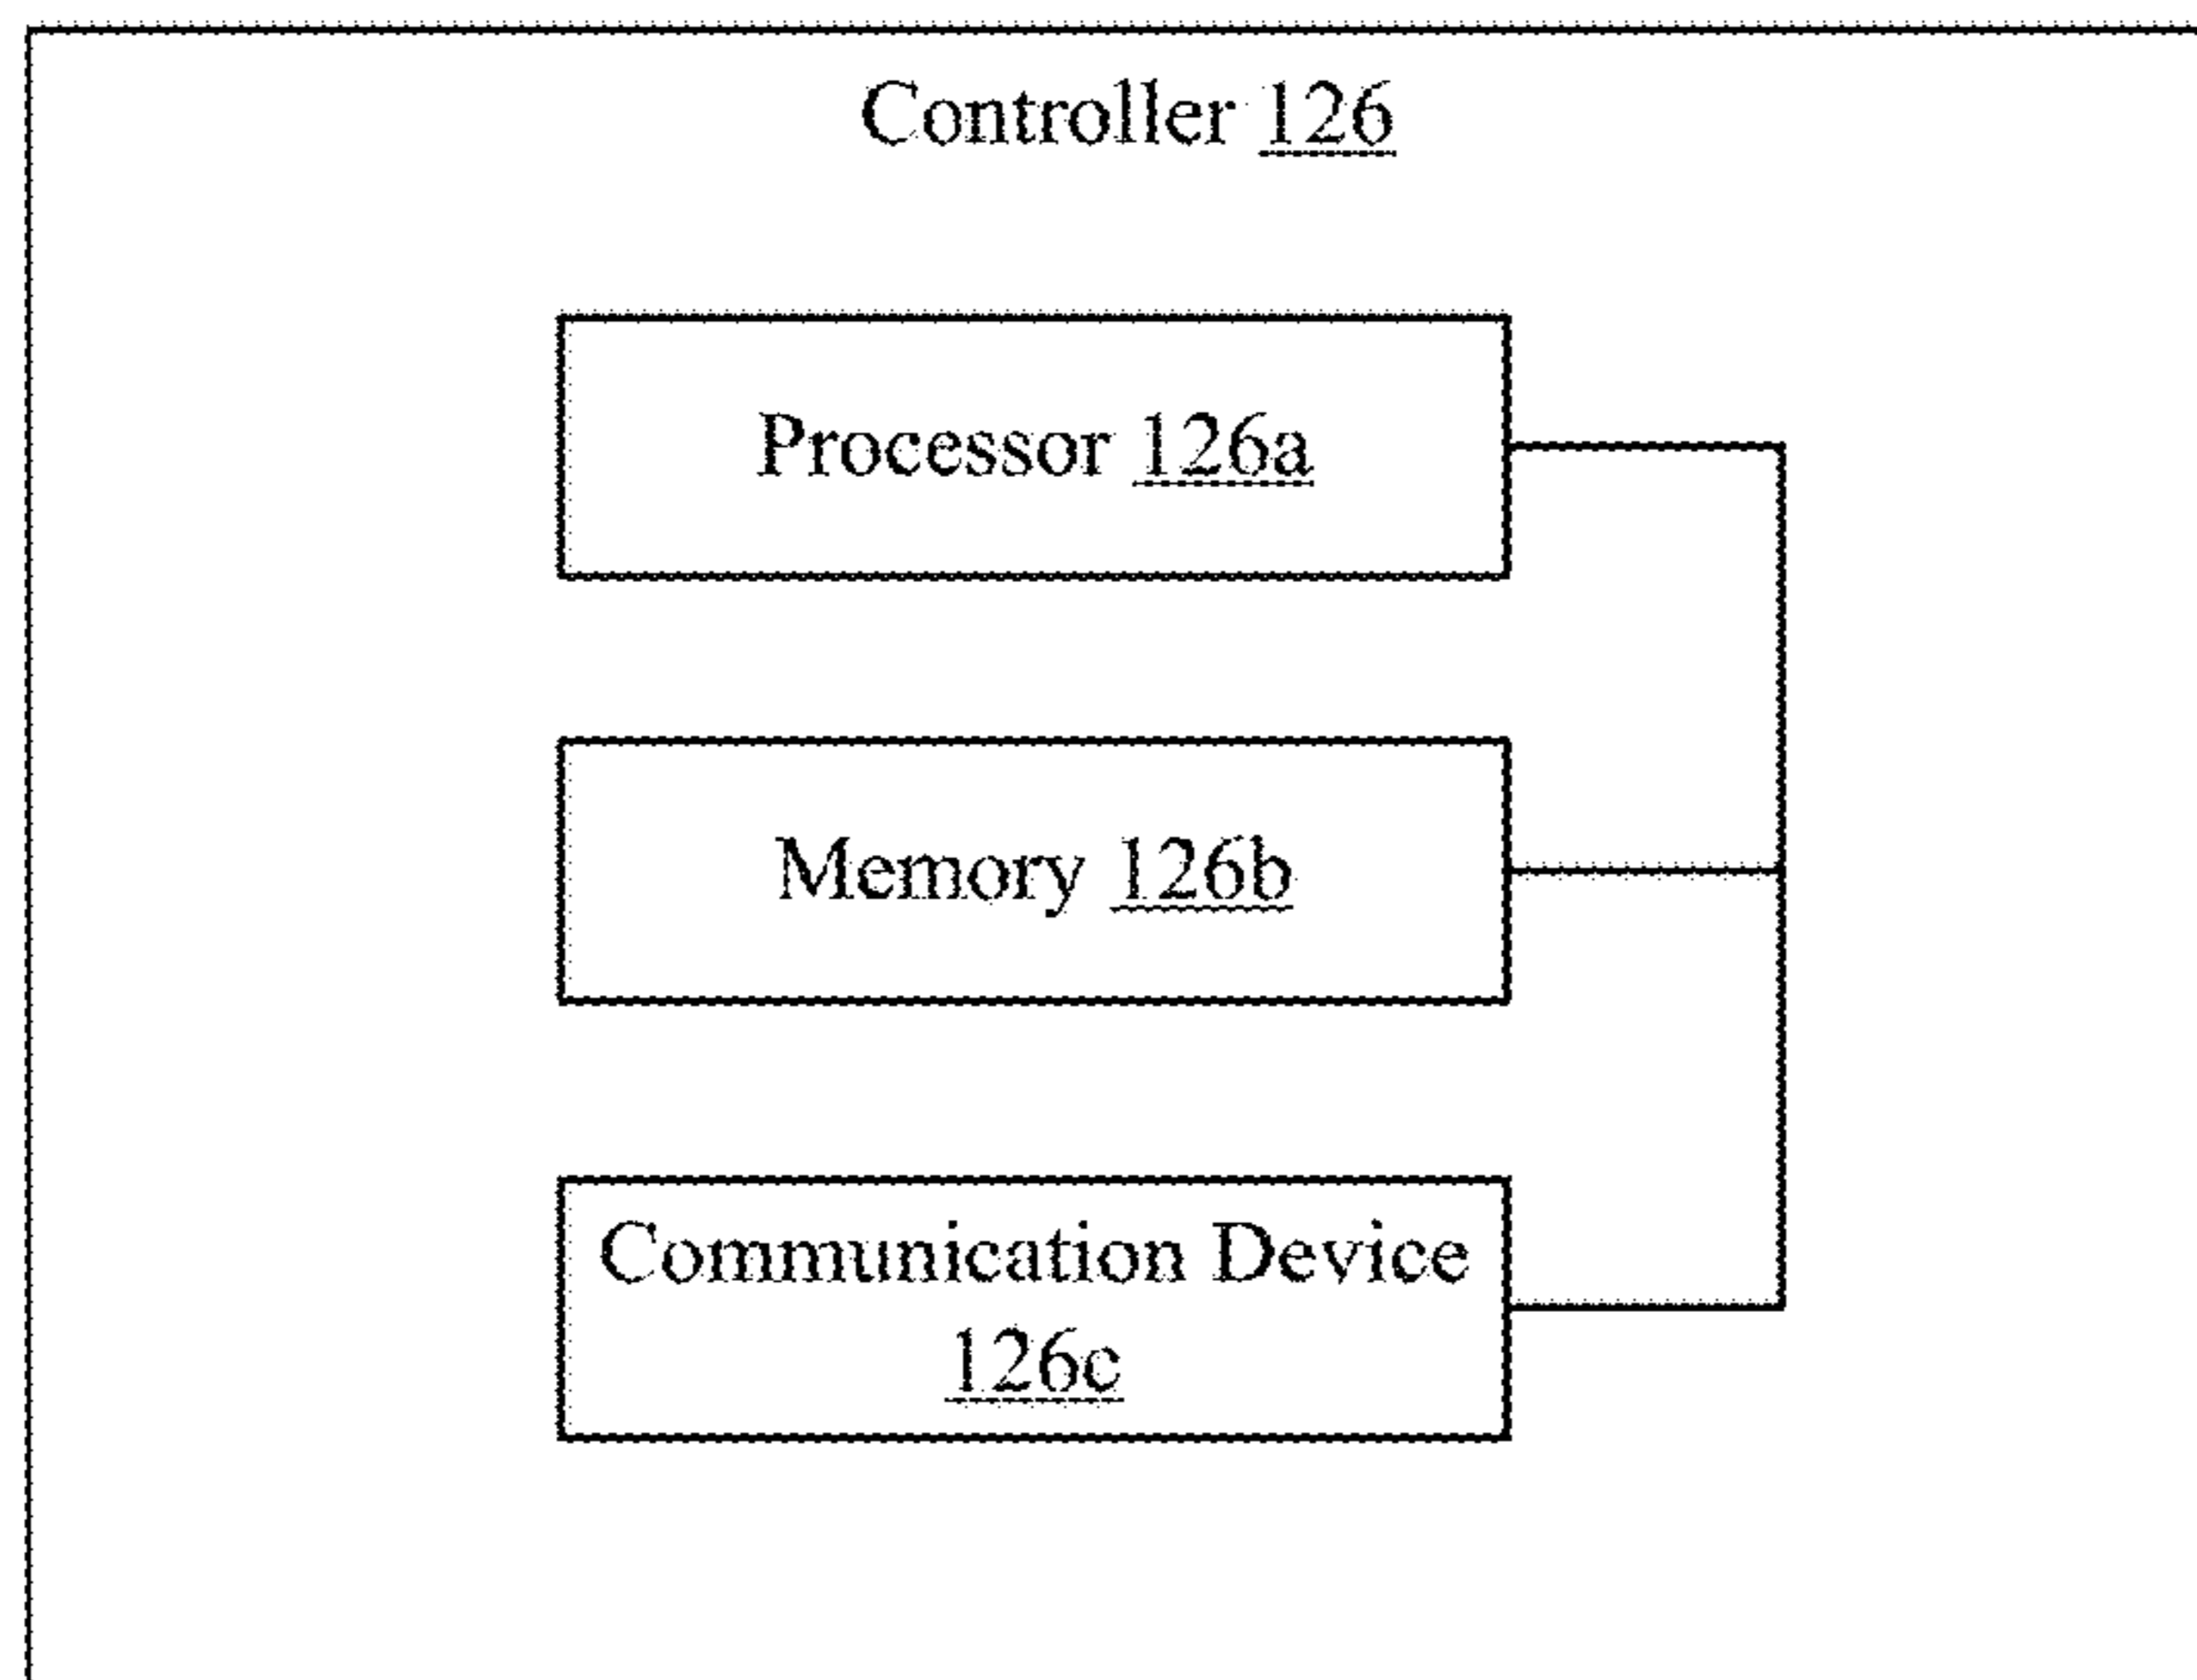 Controller 126
Processor 126a
Memory 126b
Communication Device
126c